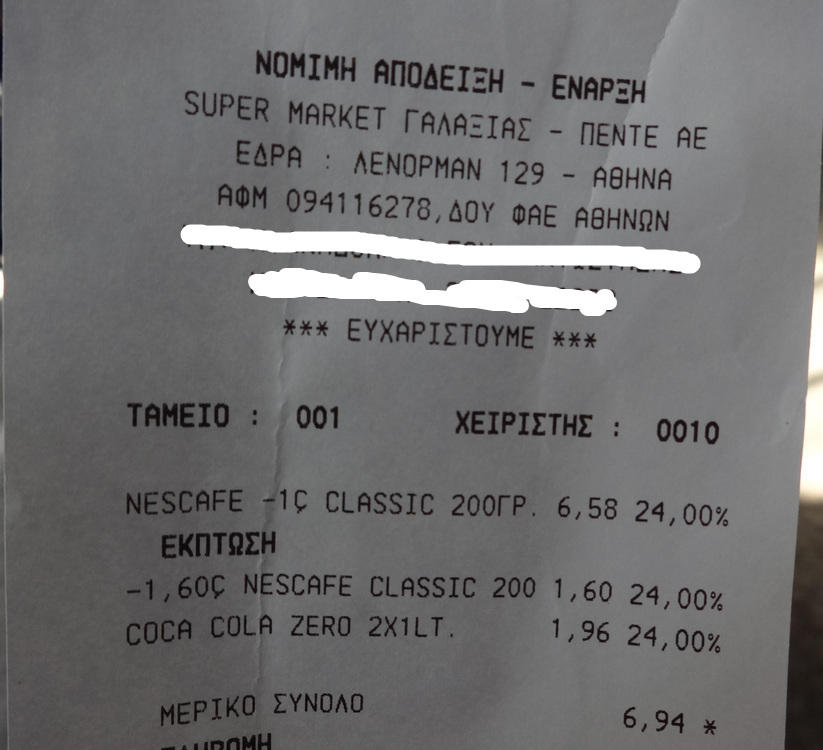 ΝΟΜΙΜΗ ΑΠΟΔΕΙΞΗ - ΕΝΑΡΞΗ
SUPER MARKET ΓΑΛΑΞΙΑΣ - ΠΕΝΤΕ ΑΕ
ΕΔΡΑ : ΛΕΝΟΡΜΑΝ 129 - ΑΘΗΝΑ
ΑΦΜ 094116278,ΔΟΥ ΦΑΕ ΑΘΗΝΩΝ
*** ΕΥΧΑΡΙΣΤΟΥΜΕ ***
ΤΑΜΕΙΟ : 001 ΧΕΙΡΙΣΤΗΣ : 0010
NESCAFE -1Ç CLASSIC 200ΓΡ. 6,58 24,00%
ΕΚΠΤΩΣΗ
-1,60Ç NESCAFE CLASSIC 200 1,60 24,00%
COCA COLA ZERO 2X1LT. 1,96 24,00%
ΜΕΡΙΚΟ ΣΥΝΟΛΟ 6,94 *